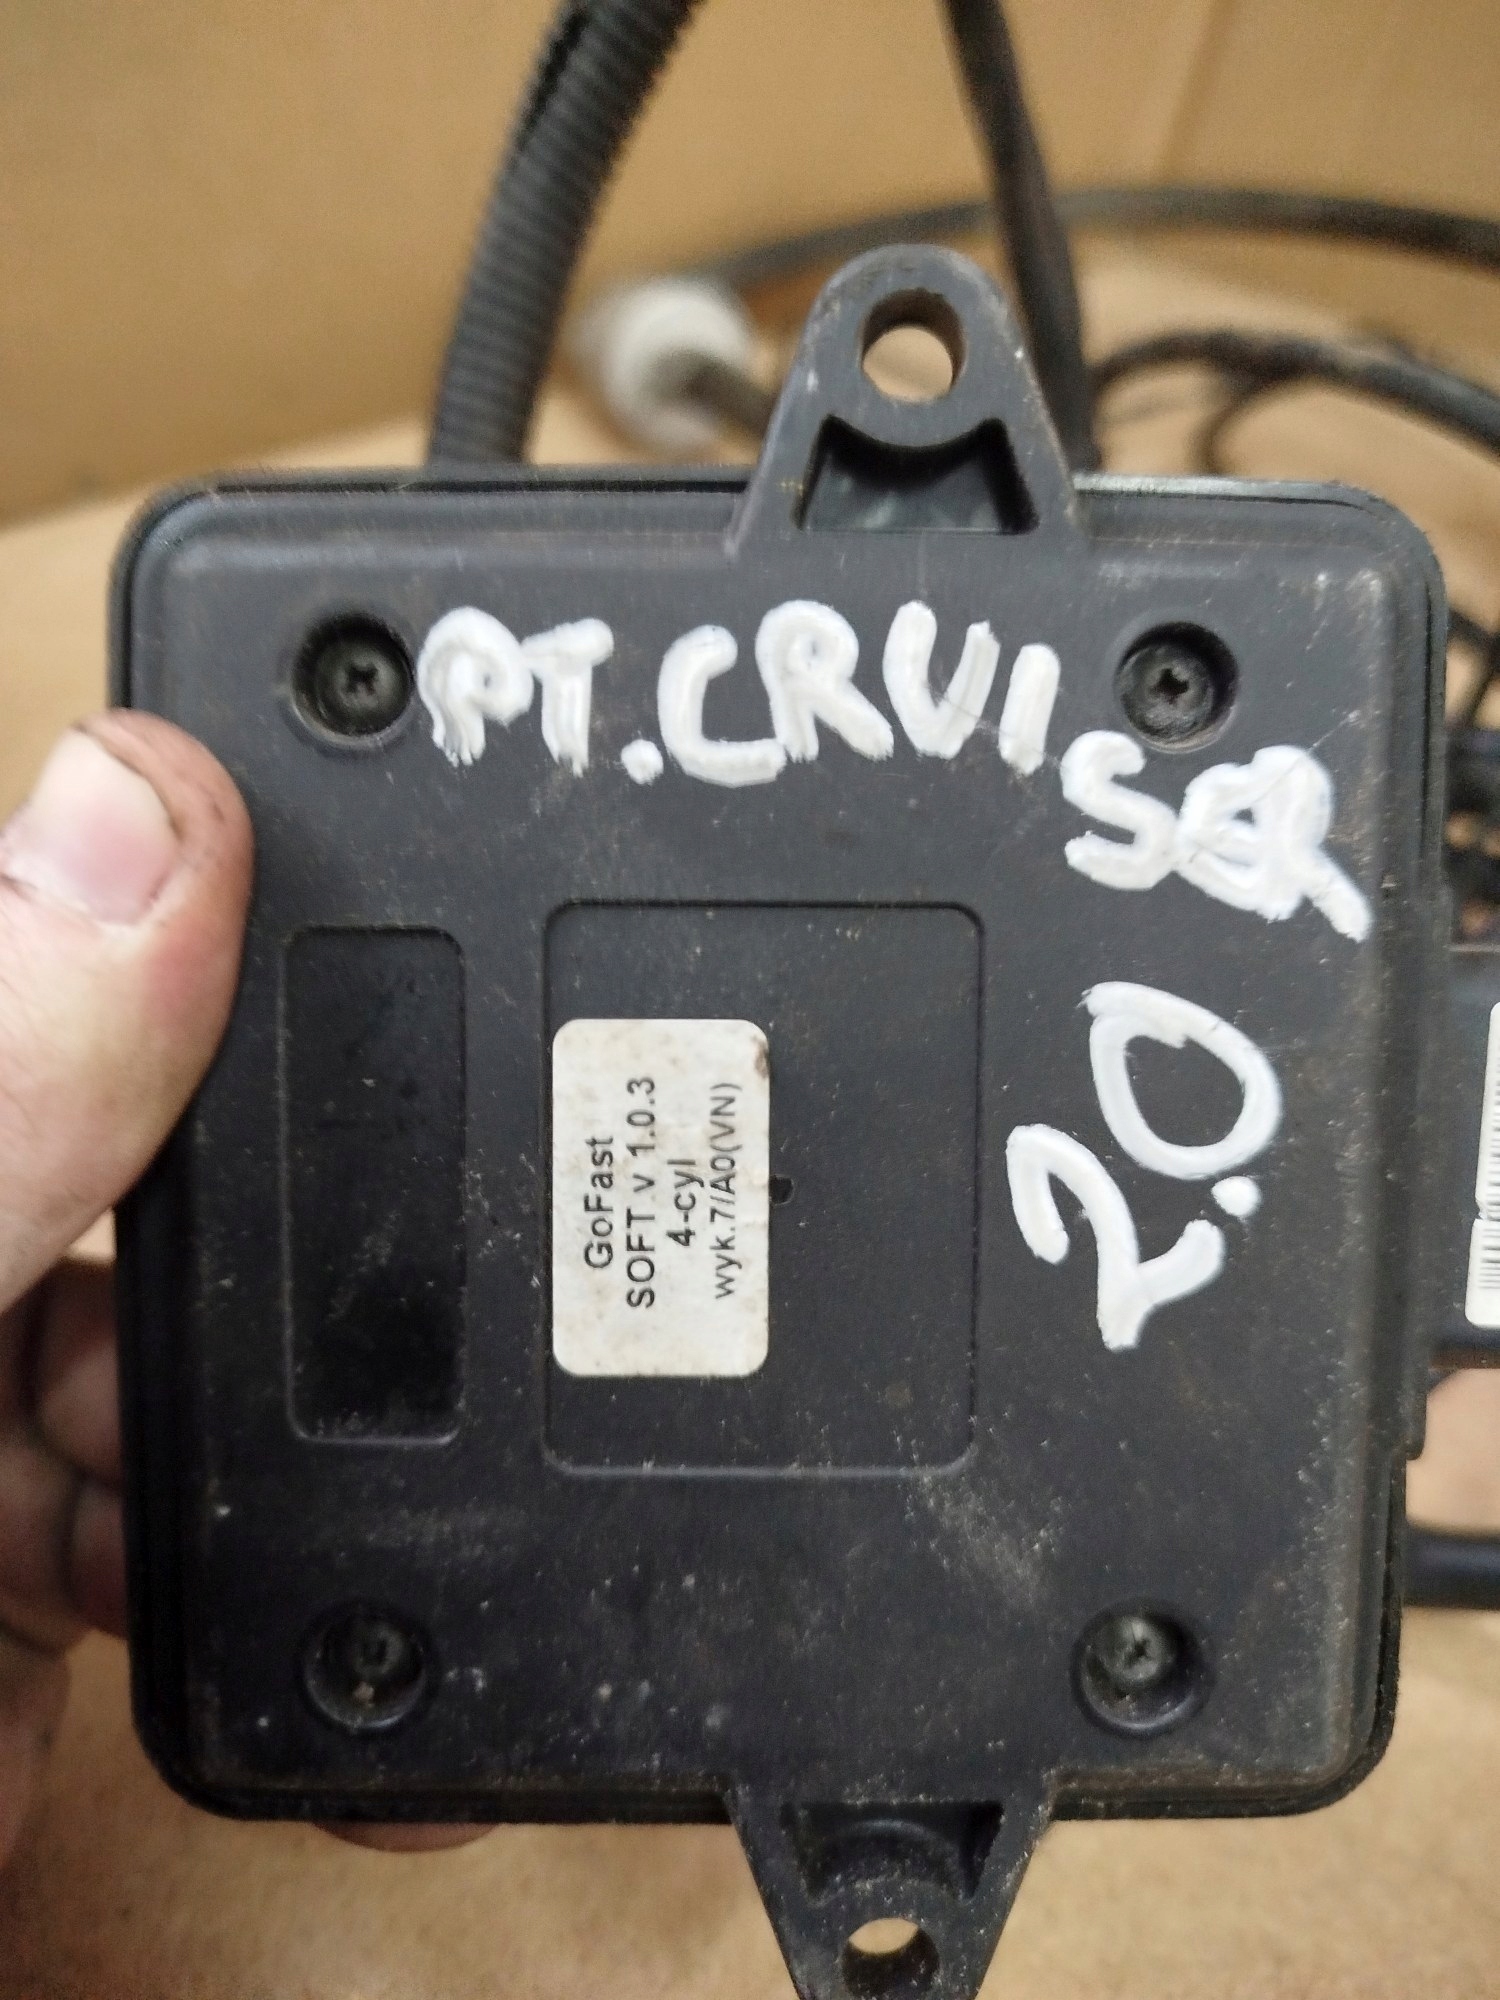 PT.CRUISER
2.0
GoFast
SOFT v 1.0.3
4-cyl
wyk.7/A0(VN)